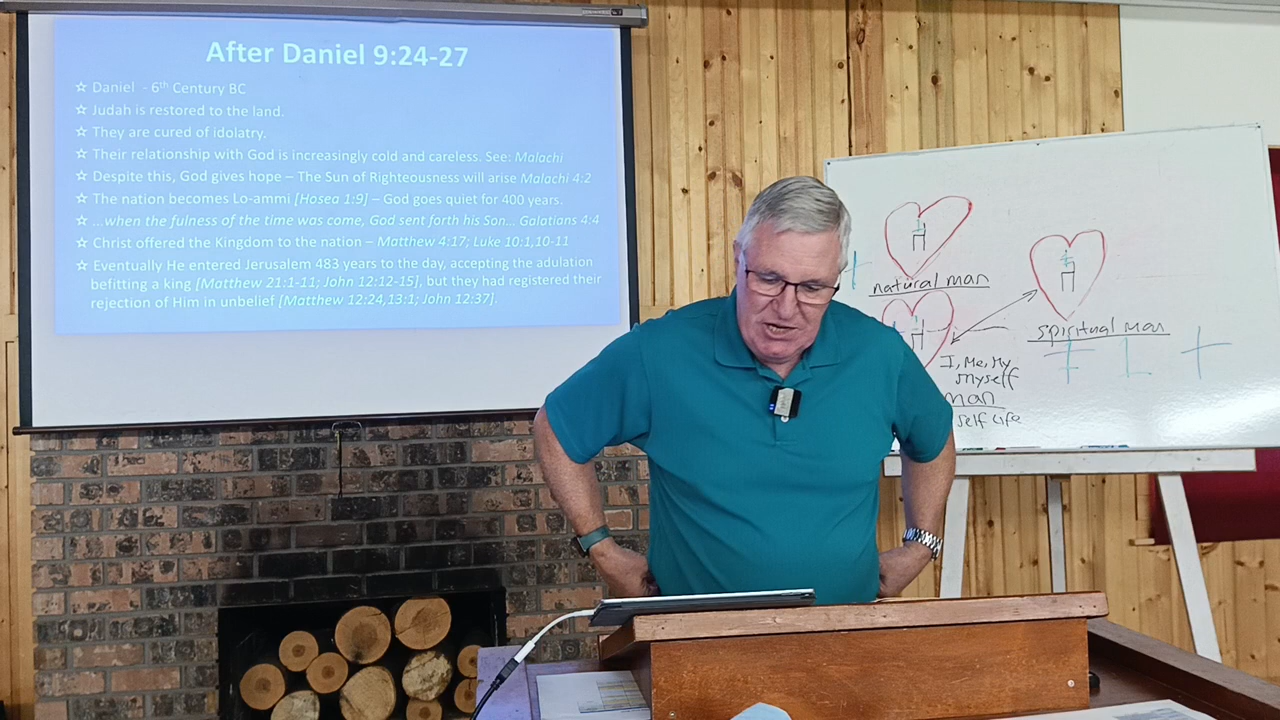 After Daniel 9:24-27
☆ Daniel - 6th Century BC
☆ Judah is restored to the land.
☆ They are cured of idolatry.
☆ Their relationship with God is increasingly cold and careless. See: Malachi
☆ Despite this, God gives hope – The Sun of Righteousness will arise Malachi 4:2
☆ The nation becomes Lo-ammi [Hosea 1:9] – God goes quiet for 400 years.
☆ ...when the fulness of the time was come, God sent forth his Son... Galatians 4:4
☆ Christ offered the Kingdom to the nation – Matthew 4:17; Luke 10:1,10-11
☆ Eventually He entered Jerusalem 483 years to the day, accepting the adulation
befitting a king [Matthew 21:1-11; John 12:12-15], but they had registered their
rejection of Him in unbelief [Matthew 12:24,13:1; John 12:37].
natural man
spiritual man
I, Me, My
Myself
man
self life